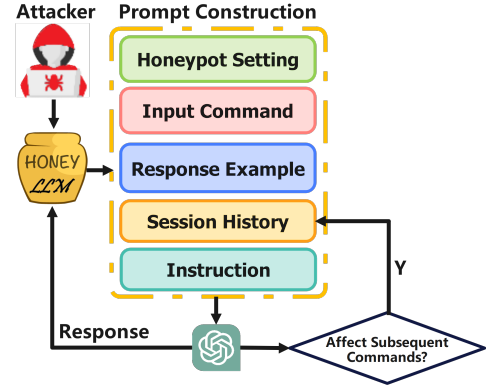 Attacker
Prompt Construction
Honeypot Setting
Input Command
HONEY
LLM
Response Example
Session History
Instruction
Y
Response
Affect Subsequent
Commands?